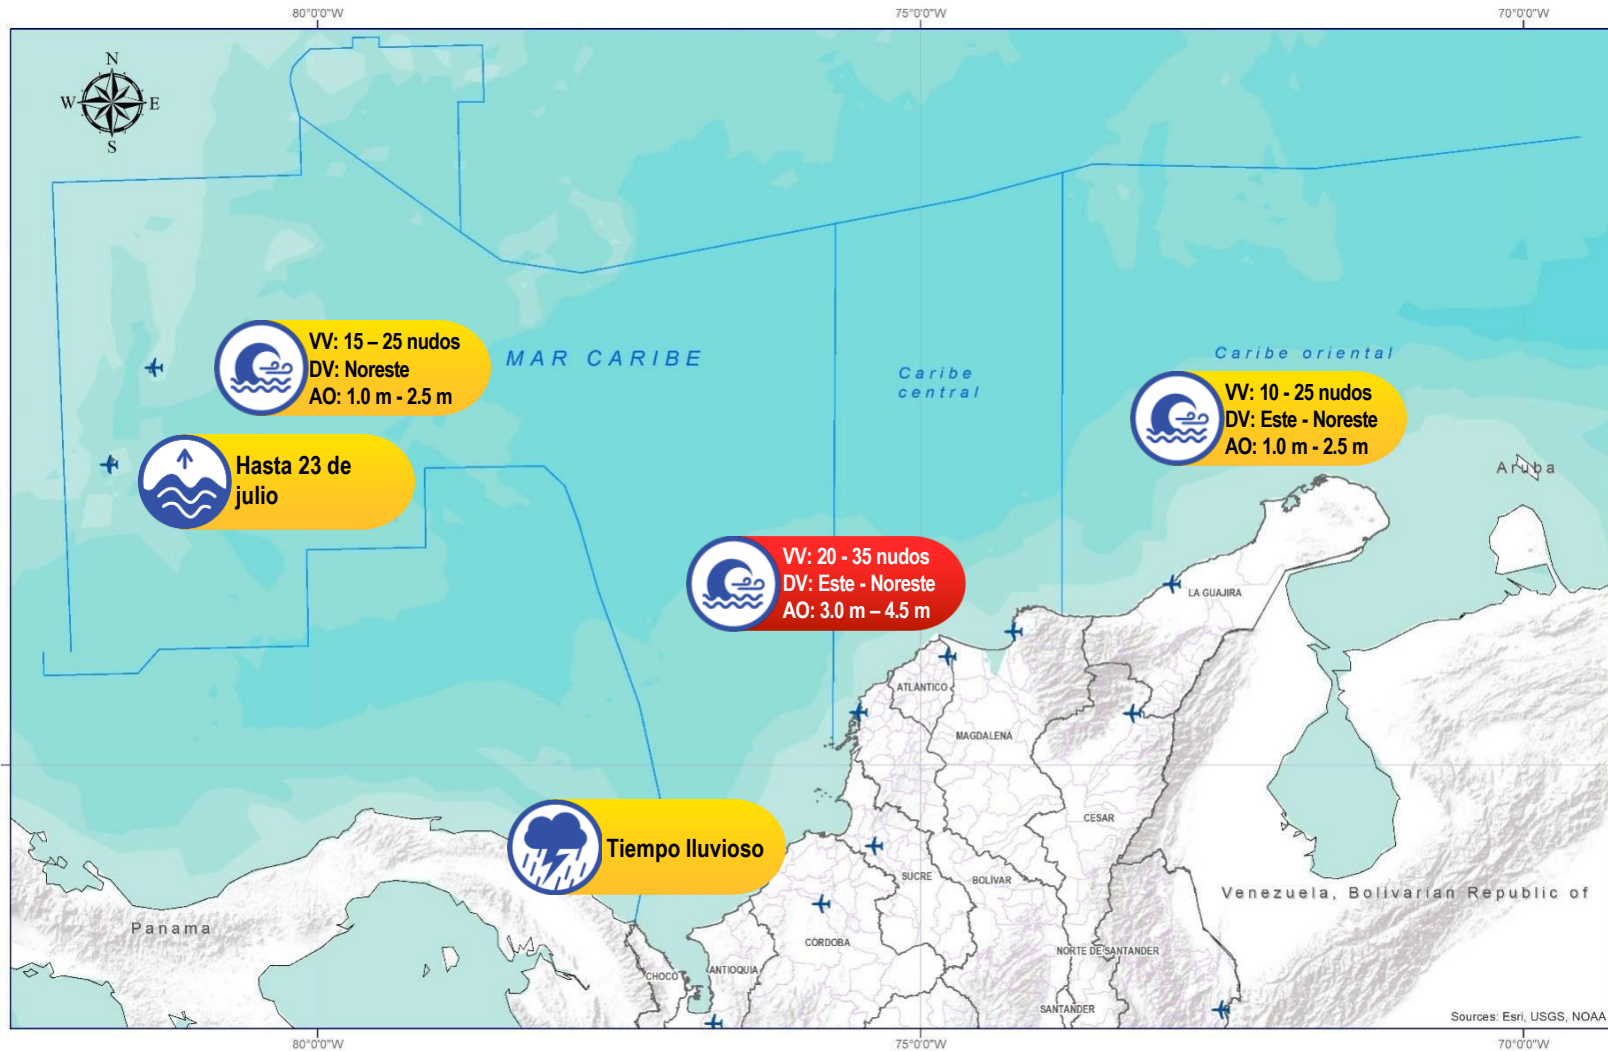 80°0'0"W
75°0'0"W
70°0'0"W
N
W
E
S
VV: 15 – 25 nudos
DV: Noreste
AO: 1.0 m - 2.5 m
MAR CARIBE
Caribe
central
Caribe oriental
VV: 10 - 25 nudos
DV: Este - Noreste
AO: 1.0 m - 2.5 m
Hasta 23 de
julio
Aruba
VV: 20 - 35 nudos
DV: Este - Noreste
AO: 3.0 m – 4.5 m
LA GUAJIRA
ATLÁNTICO
MAGDALENA
CESAR
Tiempo lluvioso
SUCRE
BOLÍVAR
Venezuela, Bolivarian Republic of
Panama
CÓRDOBA
NORTE DE SANTANDER
CHOCÓ
ANTIOQUIA
SANTANDER
Sources: Esri, USGS, NOAA
80°0'0"W
75°0'0"W
70°0'0"W